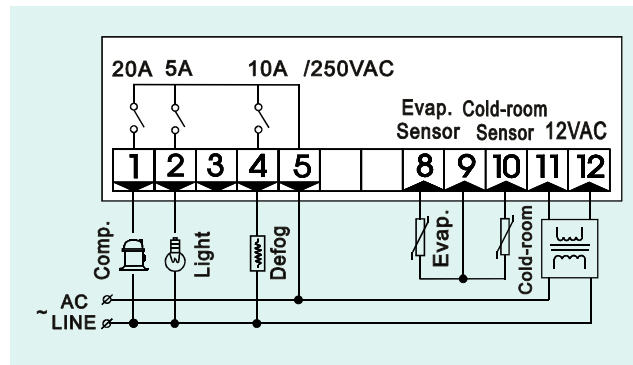 20A 5A 10A /250VAC
Evap. Cold-room
Sensor Sensor 12VAC
1 2 3 4 5 8 9 10 11 12
Comp.
Light
Defog
Evap.
Cold-room
AC
~ LINE